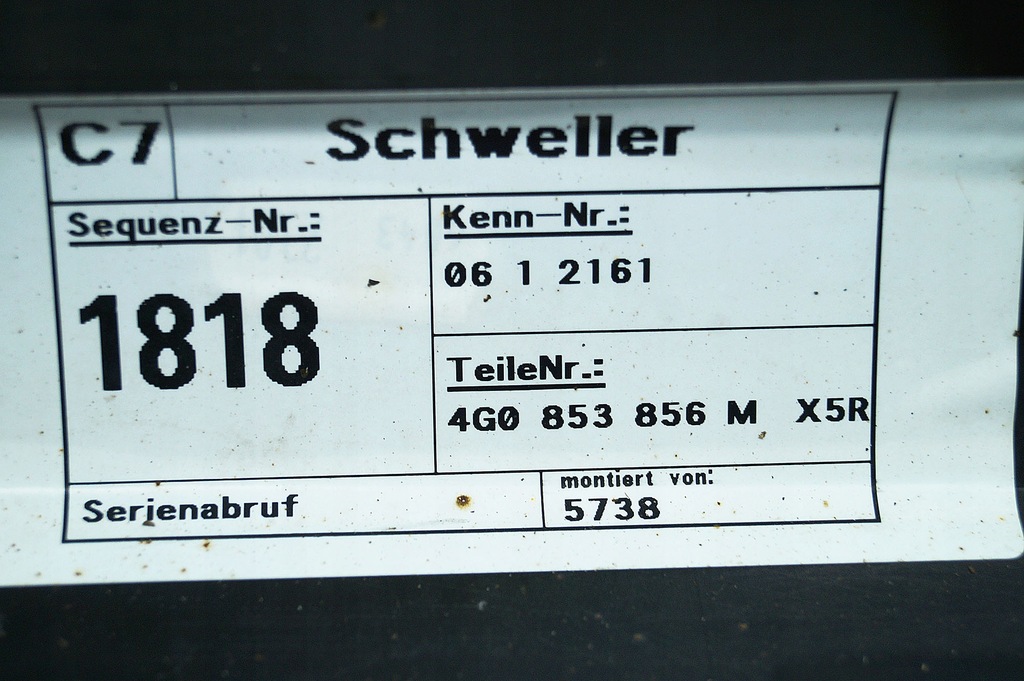 C7 Schweller
Sequenz-Nr.:
1818
Kenn-Nr.:
06 1 2161
TeileNr.:
4G0 853 856 M X5R
Serienabruf
montiert von:
5738